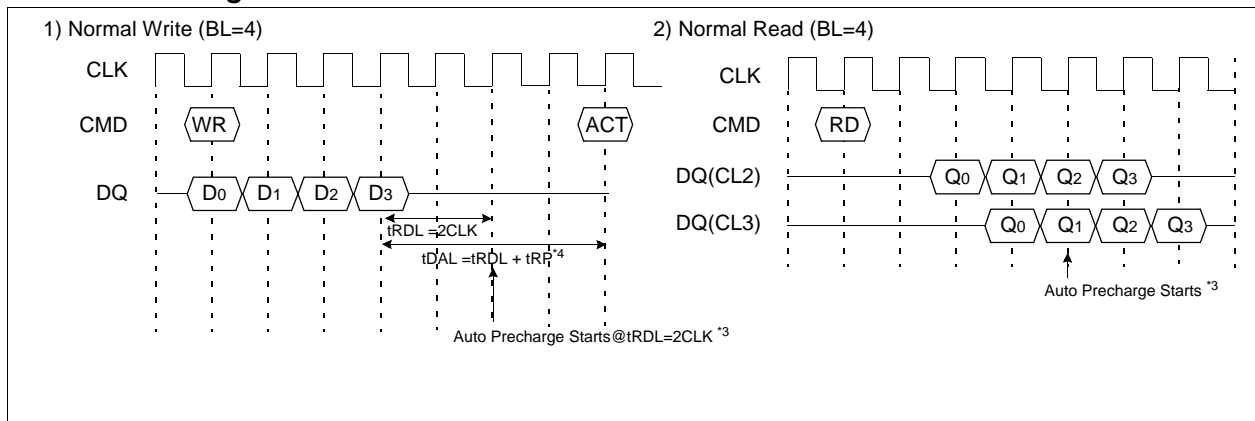 1) Normal Write (BL=4)
CLK
CMD
WR
ACT
DQ
D0
D1
D2
D3
tRDL =2CLK
tDAL =tRDL + tRP*4
Auto Precharge Starts@tRDL=2CLK *3
2) Normal Read (BL=4)
CLK
CMD
RD
DQ(CL2)
Q0
Q1
Q2
Q3
DQ(CL3)
Q0
Q1
Q2
Q3
Auto Precharge Starts *3